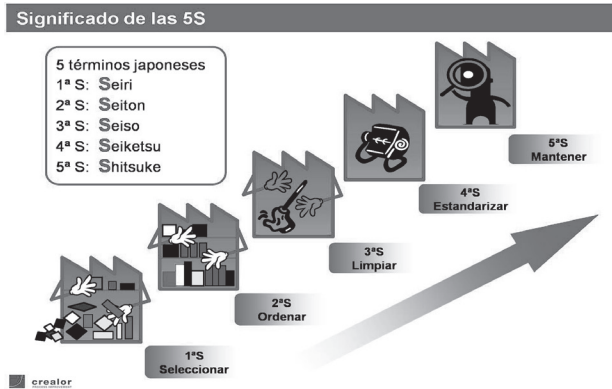 Significado de las 5S
5 términos japoneses
1ª S: Seiri
2ª S: Seiton
3ª S: Seiso
4ª S: Seiketsu
5ª S: Shitsuke
5ªS
Mantener
4ªS
Estandarizar
3ªS
Limpiar
2ªS
Ordenar
1ªS
Seleccionar
crealor